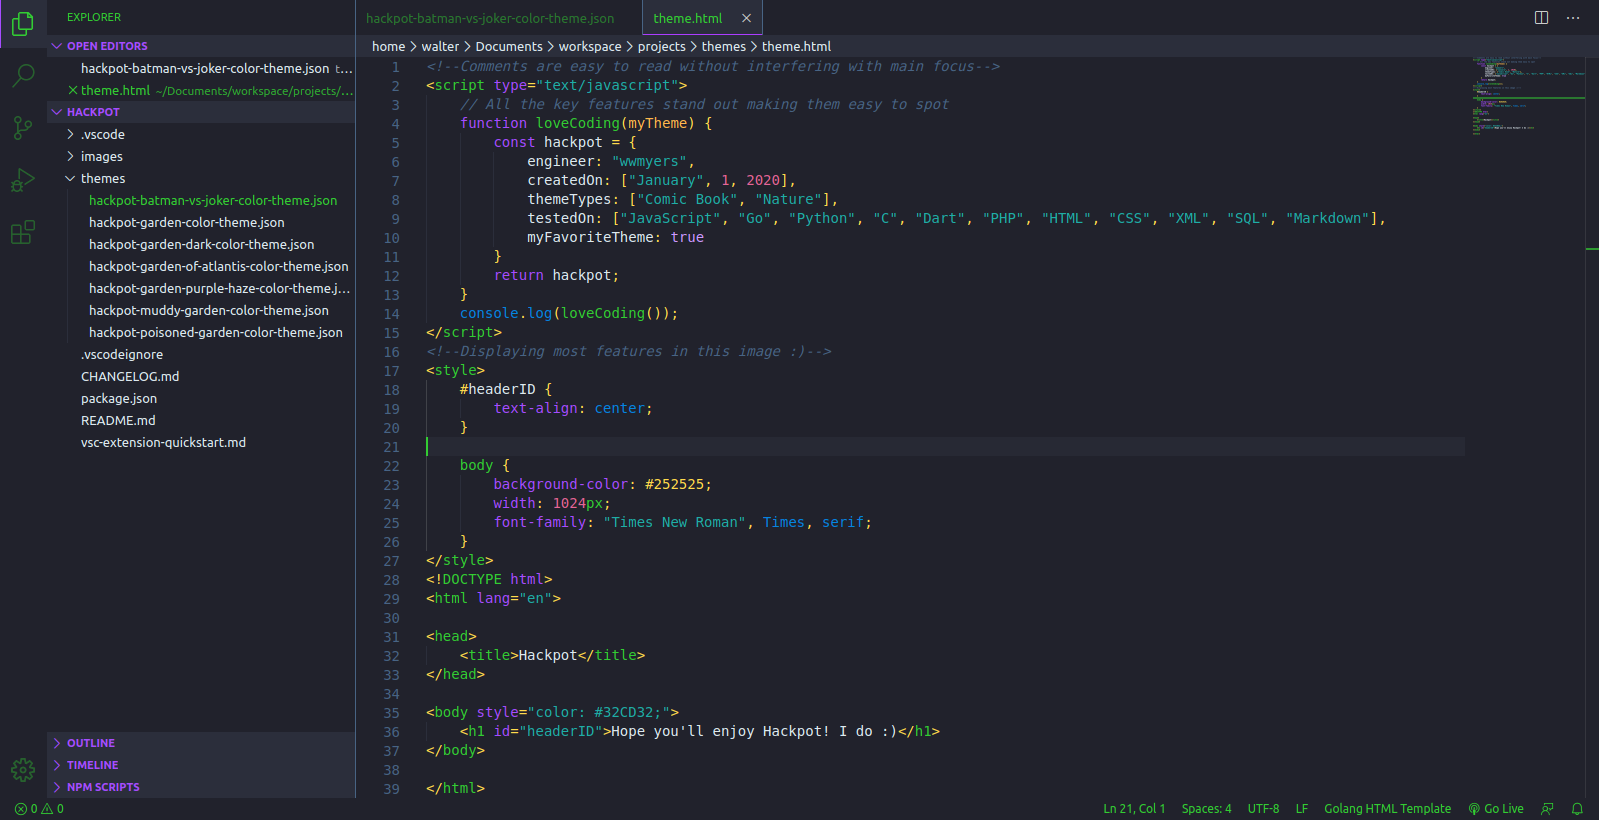 EXPLORER
OPEN EDITORS
hackpot-batman-vs-joker-color-theme.json t...
theme.html ~/Documents/workspace/projects/...
HACKPOT
.vscode
images
themes
hackpot-batman-vs-joker-color-theme.json
hackpot-garden-color-theme.json
hackpot-garden-dark-color-theme.json
hackpot-garden-of-atlantis-color-theme.json
hackpot-garden-purple-haze-color-theme.j...
hackpot-muddy-garden-color-theme.json
hackpot-poisoned-garden-color-theme.json
.vscodeignore
CHANGELOG.md
package.json
README.md
vsc-extension-quickstart.md
OUTLINE
TIMELINE
NPM SCRIPTS
hackpot-batman-vs-joker-color-theme.json
theme.html
home > walter > Documents > workspace > projects > themes > theme.html
1 <!--Comments are easy to read without interfering with main focus-->
2 <script type="text/javascript">
3 // All the key features stand out making them easy to spot
4 function loveCoding(myTheme) {
5 const hackpot = {
6 engineer: "wwmyers",
7 createdOn: ["January", 1, 2020],
8 themeTypes: ["Comic Book", "Nature"],
9 testedOn: ["JavaScript", "Go", "Python", "C", "Dart", "PHP", "HTML", "CSS", "XML", "SQL", "Markdown"],
10 myFavoriteTheme: true
11 }
12 return hackpot;
13 }
14 console.log(loveCoding());
15 </script>
16 <!--Displaying most features in this image :)-->
17 <style>
18 #headerID {
19 text-align: center;
20 }
21
22 body {
23 background-color: #252525;
24 width: 1024px;
25 font-family: "Times New Roman", Times, serif;
26 }
27 </style>
28 <!DOCTYPE html>
29 <html lang="en">
30
31 <head>
32 <title>Hackpot</title>
33 </head>
34
35 <body style="color: #32CD32;">
36 <h1 id="headerID">Hope you'll enjoy Hackpot! I do :)</h1>
37 </body>
38
39 </html>
0 0
Ln 21, Col 1 Spaces: 4 UTF-8 LF Golang HTML Template Go Live